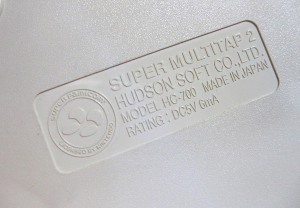 SUPER MULTITAP 2
HUDSON SOFT CO.,LTD.
MODEL HC-700 MADE IN JAPAN
RATING : DC5V 6mA